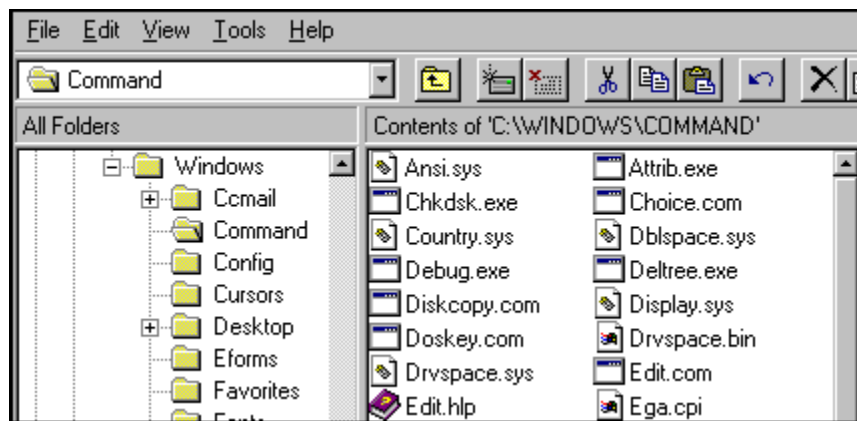 File Edit View Tools Help
Command
All Folders
Contents of 'C:\WINDOWS\COMMAND'
Windows
Ccmail
Command
Config
Cursors
Desktop
Eforms
Favorites
Ansi.sys
Attrib.exe
Chkdsk.exe
Choice.com
Country.sys
Dblspace.sys
Debug.exe
Deltree.exe
Diskcopy.com
Display.sys
Doskey.com
Drvspace.bin
Drvspace.sys
Edit.com
Edit.hlp
Ega.cpi